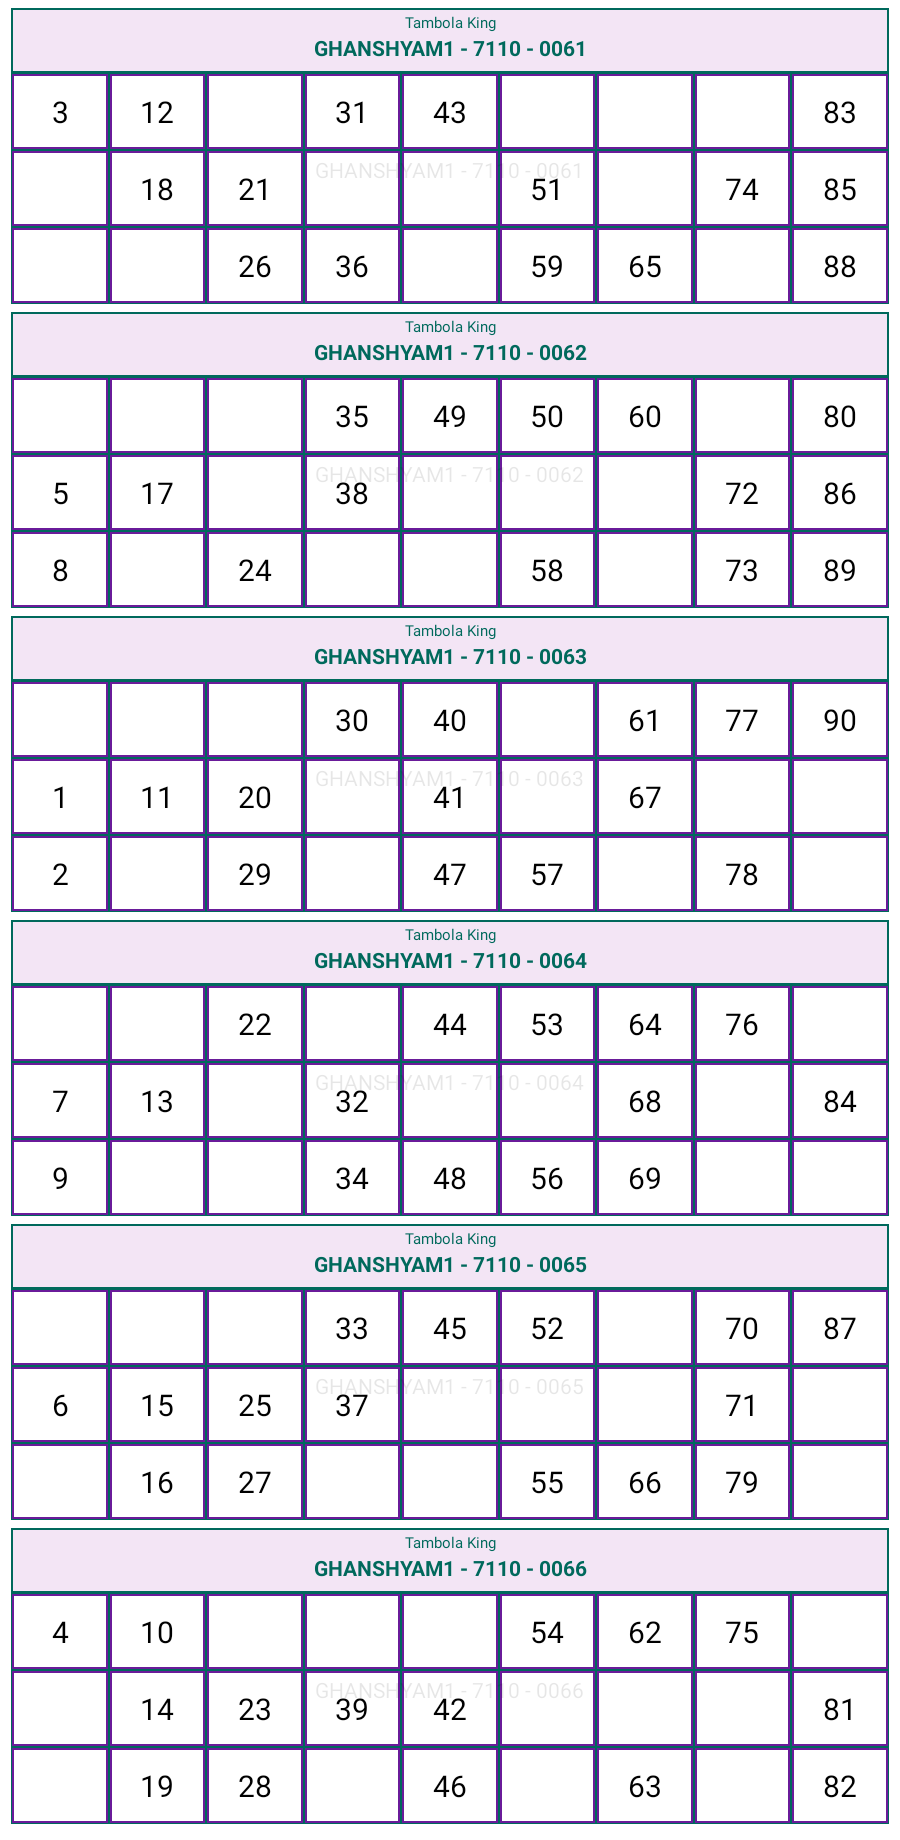 Tambola King
GHANSHYAM1 - 7110 - 0061
3 12 31 43 83
GHANSHYAM1 - 7110 - 0061
18 21 51 74 85
26 36 59 65 88
Tambola King
GHANSHYAM1 - 7110 - 0062
35 49 50 60 80
GHANSHYAM1 - 7110 - 0062
5 17 38 72 86
8 24 58 73 89
Tambola King
GHANSHYAM1 - 7110 - 0063
30 40 61 77 90
GHANSHYAM1 - 7110 - 0063
1 11 20 41 67
2 29 47 57 78
Tambola King
GHANSHYAM1 - 7110 - 0064
22 44 53 64 76
GHANSHYAM1 - 7110 - 0064
7 13 32 68 84
9 34 48 56 69
Tambola King
GHANSHYAM1 - 7110 - 0065
33 45 52 70 87
GHANSHYAM1 - 7110 - 0065
6 15 25 37 71
16 27 55 66 79
Tambola King
GHANSHYAM1 - 7110 - 0066
4 10 54 62 75
GHANSHYAM1 - 7110 - 0066
14 23 39 42 81
19 28 46 63 82